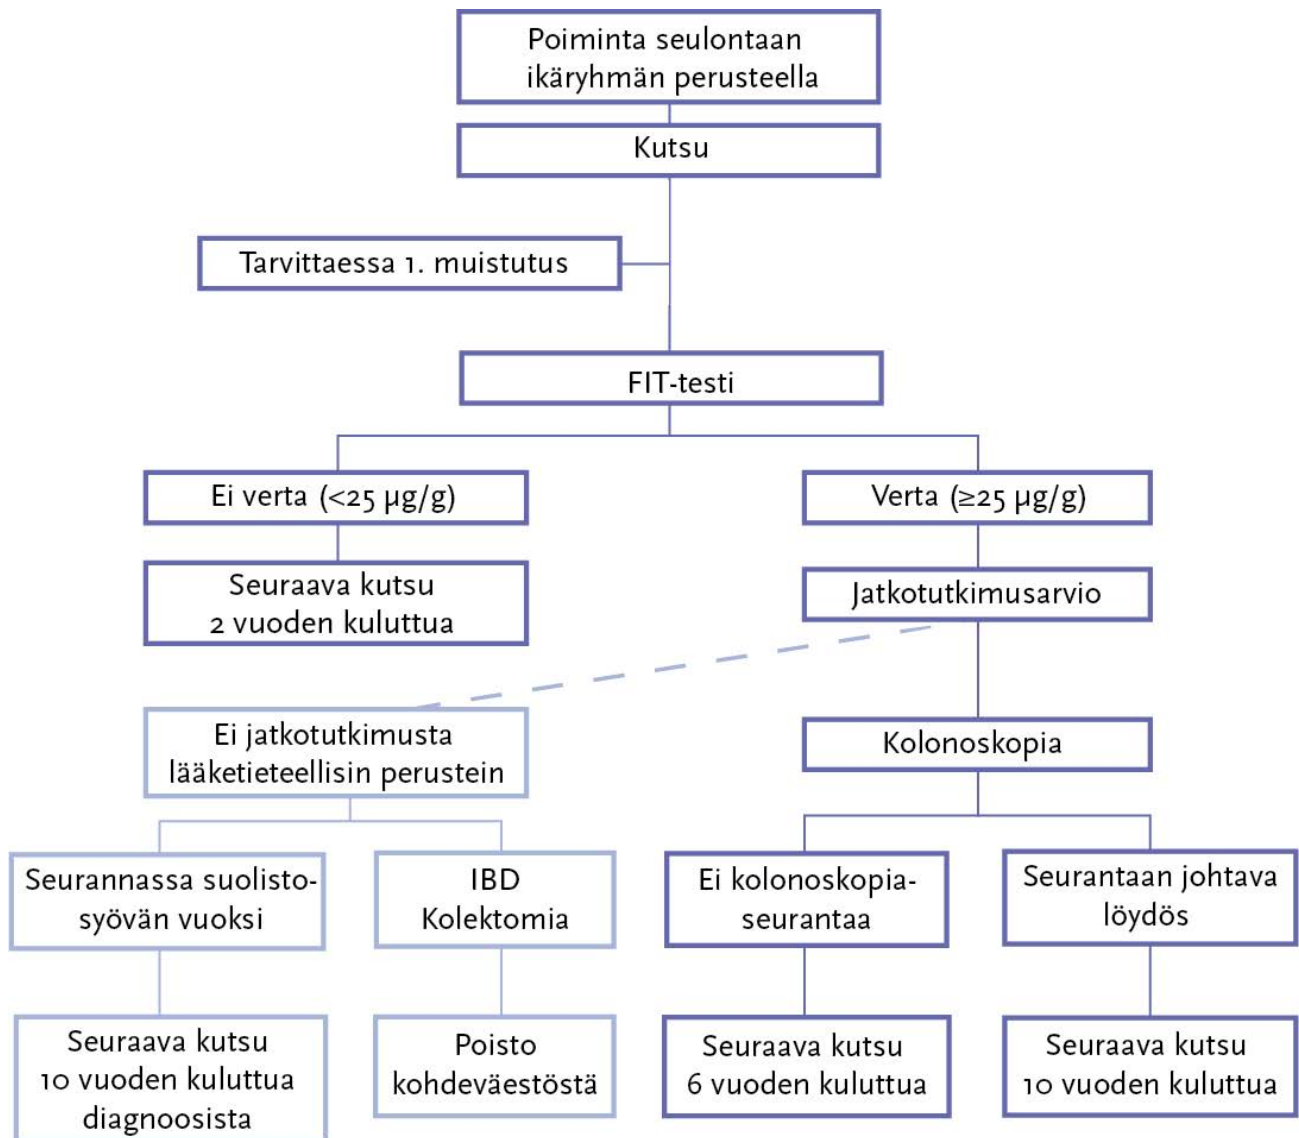 Poiminta seulontaan
ikäryhmän perusteella
Kutsu
Tarvittaessa 1. muistutus
FIT-testi
Ei verta (<25 µg/g)
Verta (≥25 µg/g)
Seuraava kutsu
2 vuoden kuluttua
Jatkotutkimusarvio
Ei jatkotutkimusta
lääketieteellisin perustein
Kolonoskopia
Seurannassa suolisto-
syövän vuoksi
IBD
Kolektomia
Ei kolonoskopia-
seurantaa
Seurantaan johtava
löydös
Seuraava kutsu
10 vuoden kuluttua
diagnoosista
Poisto
kohdeväestöstä
Seuraava kutsu
6 vuoden kuluttua
Seuraava kutsu
10 vuoden kuluttua